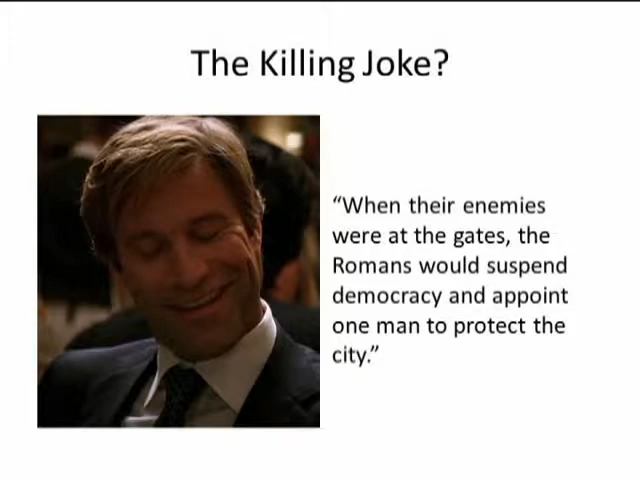 The Killing Joke?
“When their enemies
were at the gates, the
Romans would suspend
democracy and appoint
one man to protect the
city.”